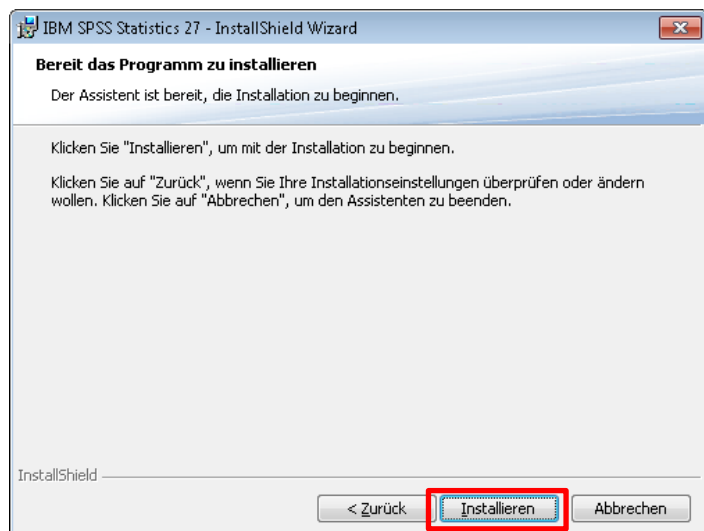 IBM SPSS Statistics 27 - InstallShield Wizard
Bereit das Programm zu installieren
Der Assistent ist bereit, die Installation zu beginnen.
Klicken Sie "Installieren", um mit der Installation zu beginnen.
Klicken Sie auf "Zurück", wenn Sie Ihre Installationseinstellungen überprüfen oder ändern
wollen. Klicken Sie auf "Abbrechen", um den Assistenten zu beenden.
InstallShield
< Zurück Installieren Abbrechen